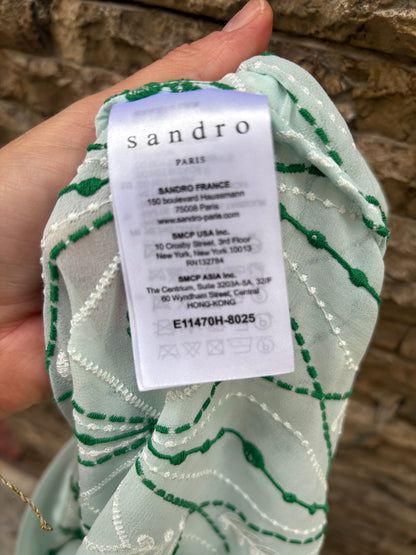 sandro
PARIS
SANDRO FRANCE
150 boulevard Haussmann
75008 Paris
www.sandro-paris.com
SMCP USA Inc.
10 Crosby Street, 3rd Floor
New York, New York, 10013
RN132784
SMCP ASIA Inc.
The Centrium, Suite 3203A-5A, 32/F
60 Wyndham Street, Central
HONG-KONG
E11470H-8025